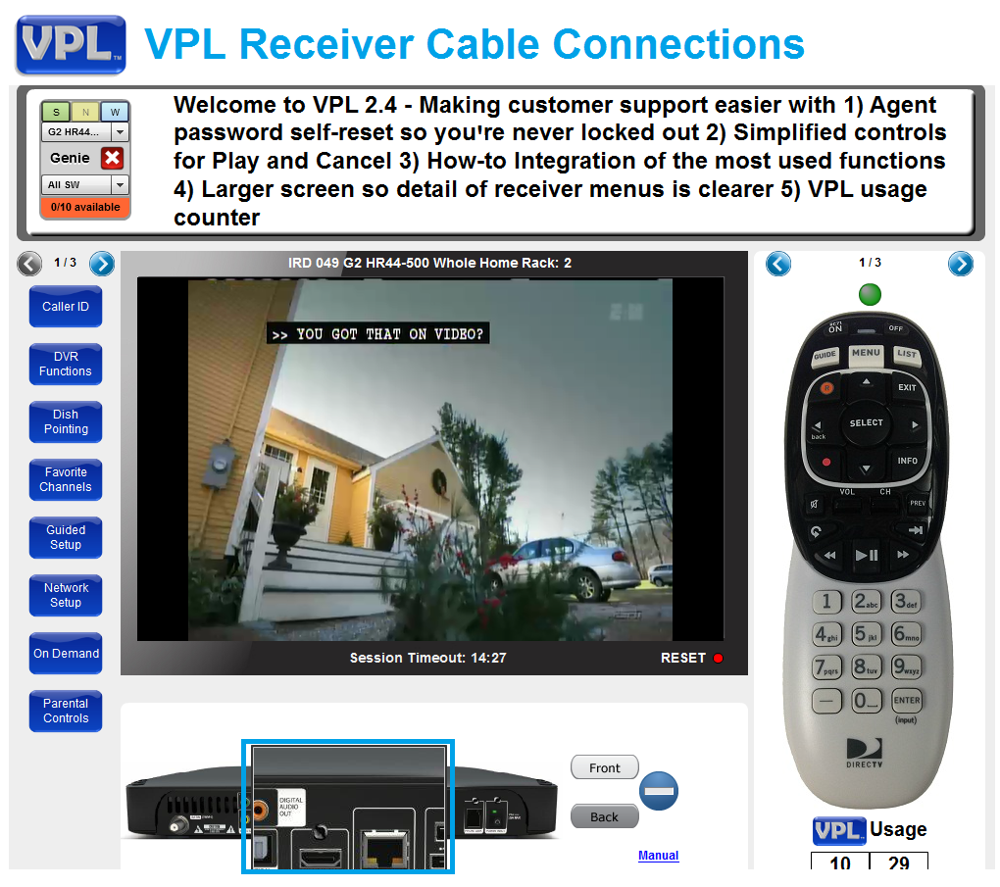 VPL™
VPL Receiver Cable Connections
S N W
G2 HR44...
Genie
All SW
0/10 available
Welcome to VPL 2.4 - Making customer support easier with 1) Agent
password self-reset so you're never locked out 2) Simplified controls
for Play and Cancel 3) How-to Integration of the most used functions
4) Larger screen so detail of receiver menus is clearer 5) VPL usage
counter
1 / 3
Caller ID
DVR
Functions
Dish
Pointing
Favorite
Channels
Guided
Setup
Network
Setup
On Demand
Parental
Controls
IRD 049 G2 HR44-500 Whole Home Rack: 2
>> YOU GOT THAT ON VIDEO?
Session Timeout: 14:27
RESET
DIGITAL
AUDIO
OUT
Front
Back
Manual
1 / 3
ON
OFF
GUIDE
MENU
LIST
EXIT
SELECT
back
INFO
VOL
CH
PREV
1
2abc
3def
4ghi
5jkl
6mno
7pqrs
8tuv
9wxyz
—
0
ENTER
(input)
DIRECTV
VPL Usage
10 29